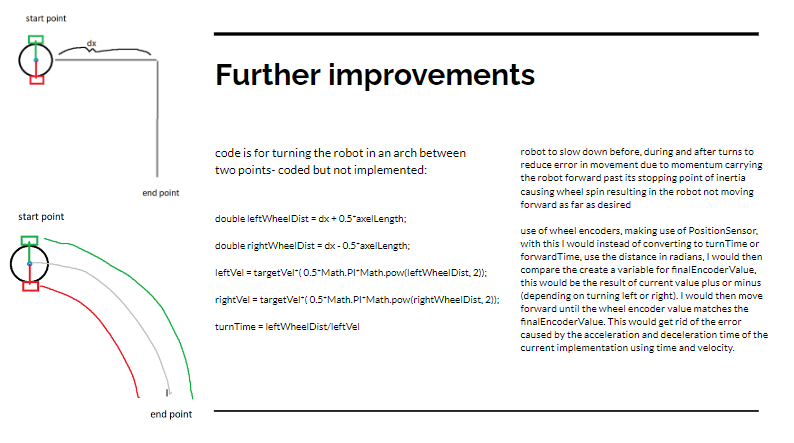 start point
dx
end point
start point
end point
Further improvements
code is for turning the robot in an arch between
two points- coded but not implemented:
double leftWheelDist = dx + 0.5*axelLength;
double rightWheelDist = dx - 0.5*axelLength;
leftVel = targetVel*( 0.5*Math.PI*Math.pow(leftWheelDist, 2));
rightVel = targetVel*( 0.5*Math.PI*Math.pow(rightWheelDist, 2));
turnTime = leftWheelDist/leftVel
robot to slow down before, during and after turns to
reduce error in movement due to momentum carrying
the robot forward past its stopping point of inertia
causing wheel spin resulting in the robot not moving
forward as far as desired
use of wheel encoders, making use of PositionSensor,
with this I would instead of converting to turnTime or
forwardTime, use the distance in radians, I would then
compare the create a variable for finalEncoderValue,
this would be the result of current value plus or minus
(depending on turning left or right). I would then move
forward until the wheel encoder value matches the
finalEncoderValue. This would get rid of the error
caused by the acceleration and deceleration time of the
current implementation using time and velocity.